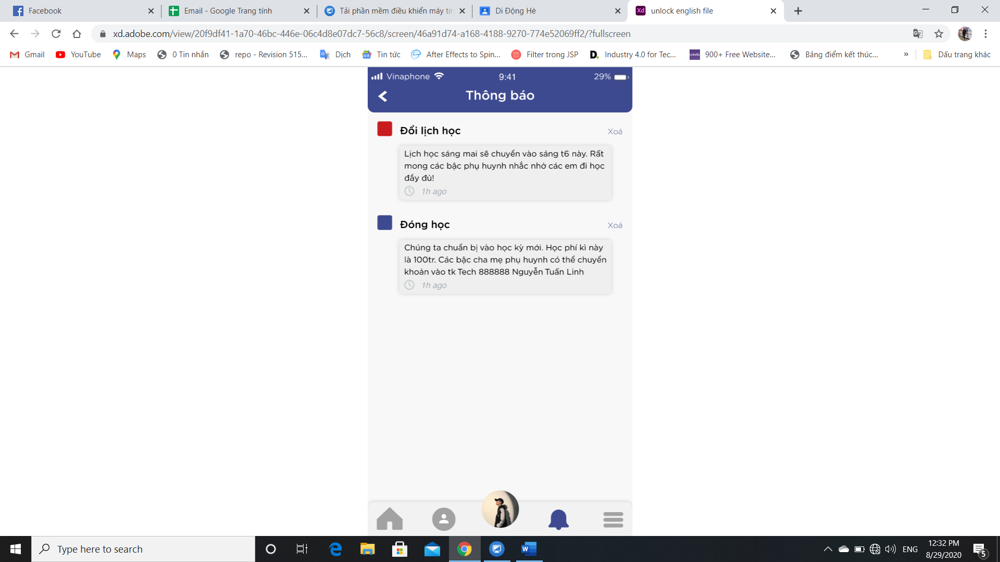 Facebook
Email - Google Trang tính
Tải phần mềm điều khiển máy tín
Di Động Hè
Xd unlock english file
xd.adobe.com/view/20f9df41-1a70-46bc-446e-06c4d8e07dc7-56c8/screen/46a91d74-a168-4188-9270-774e52069ff2/?fullscreen
Gmail
YouTube
Maps
0 Tin nhắn
repo - Revision 515...
Dịch
Tin tức
After Effects to Spin...
Filter trong JSP
D. Industry 4.0 for Tec...
900+ Free Website...
Bảng điểm kết thúc...
»
Dấu trang khác
Vinaphone 9:41 29%
Thông báo
Đổi lịch học Xoá
Lịch học sáng mai sẽ chuyển vào sáng t6 này. Rất
mong các bậc phụ huynh nhắc nhở các em đi học
đầy đủ!
1h ago
Đóng học Xoá
Chúng ta chuẩn bị vào học kỳ mới. Học phí kì này
là 100tr. Các bậc cha mẹ phụ huynh có thể chuyển
khoản vào tk Tech 888888 Nguyễn Tuấn Linh
1h ago
Type here to search
ENG
12:32 PM
8/29/2020
5